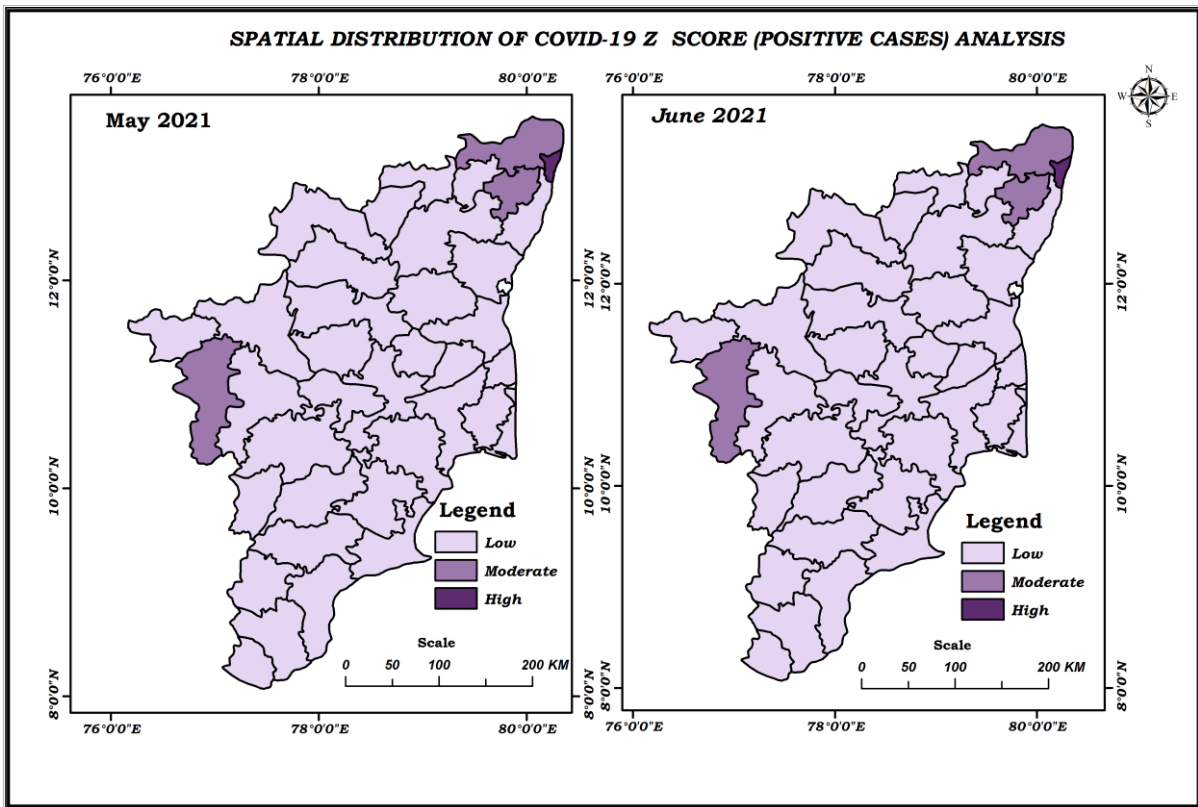 SPATIAL DISTRIBUTION OF COVID-19 Z SCORE (POSITIVE CASES) ANALYSIS
N
W E
S
76°0'0"E 78°0'0"E 80°0'0"E
May 2021
12°0'0"N 12°0'0"N
10°0'0"N 10°0'0"N
8°0'0"N 8°0'0"N
Legend
Low
Moderate
High
Scale
0 50 100 200 KM
76°0'0"E 78°0'0"E 80°0'0"E
76°0'0"E 78°0'0"E 80°0'0"E
June 2021
12°0'0"N 12°0'0"N
10°0'0"N 10°0'0"N
8°0'0"N 8°0'0"N
Legend
Low
Moderate
High
Scale
0 50 100 200 KM
76°0'0"E 78°0'0"E 80°0'0"E